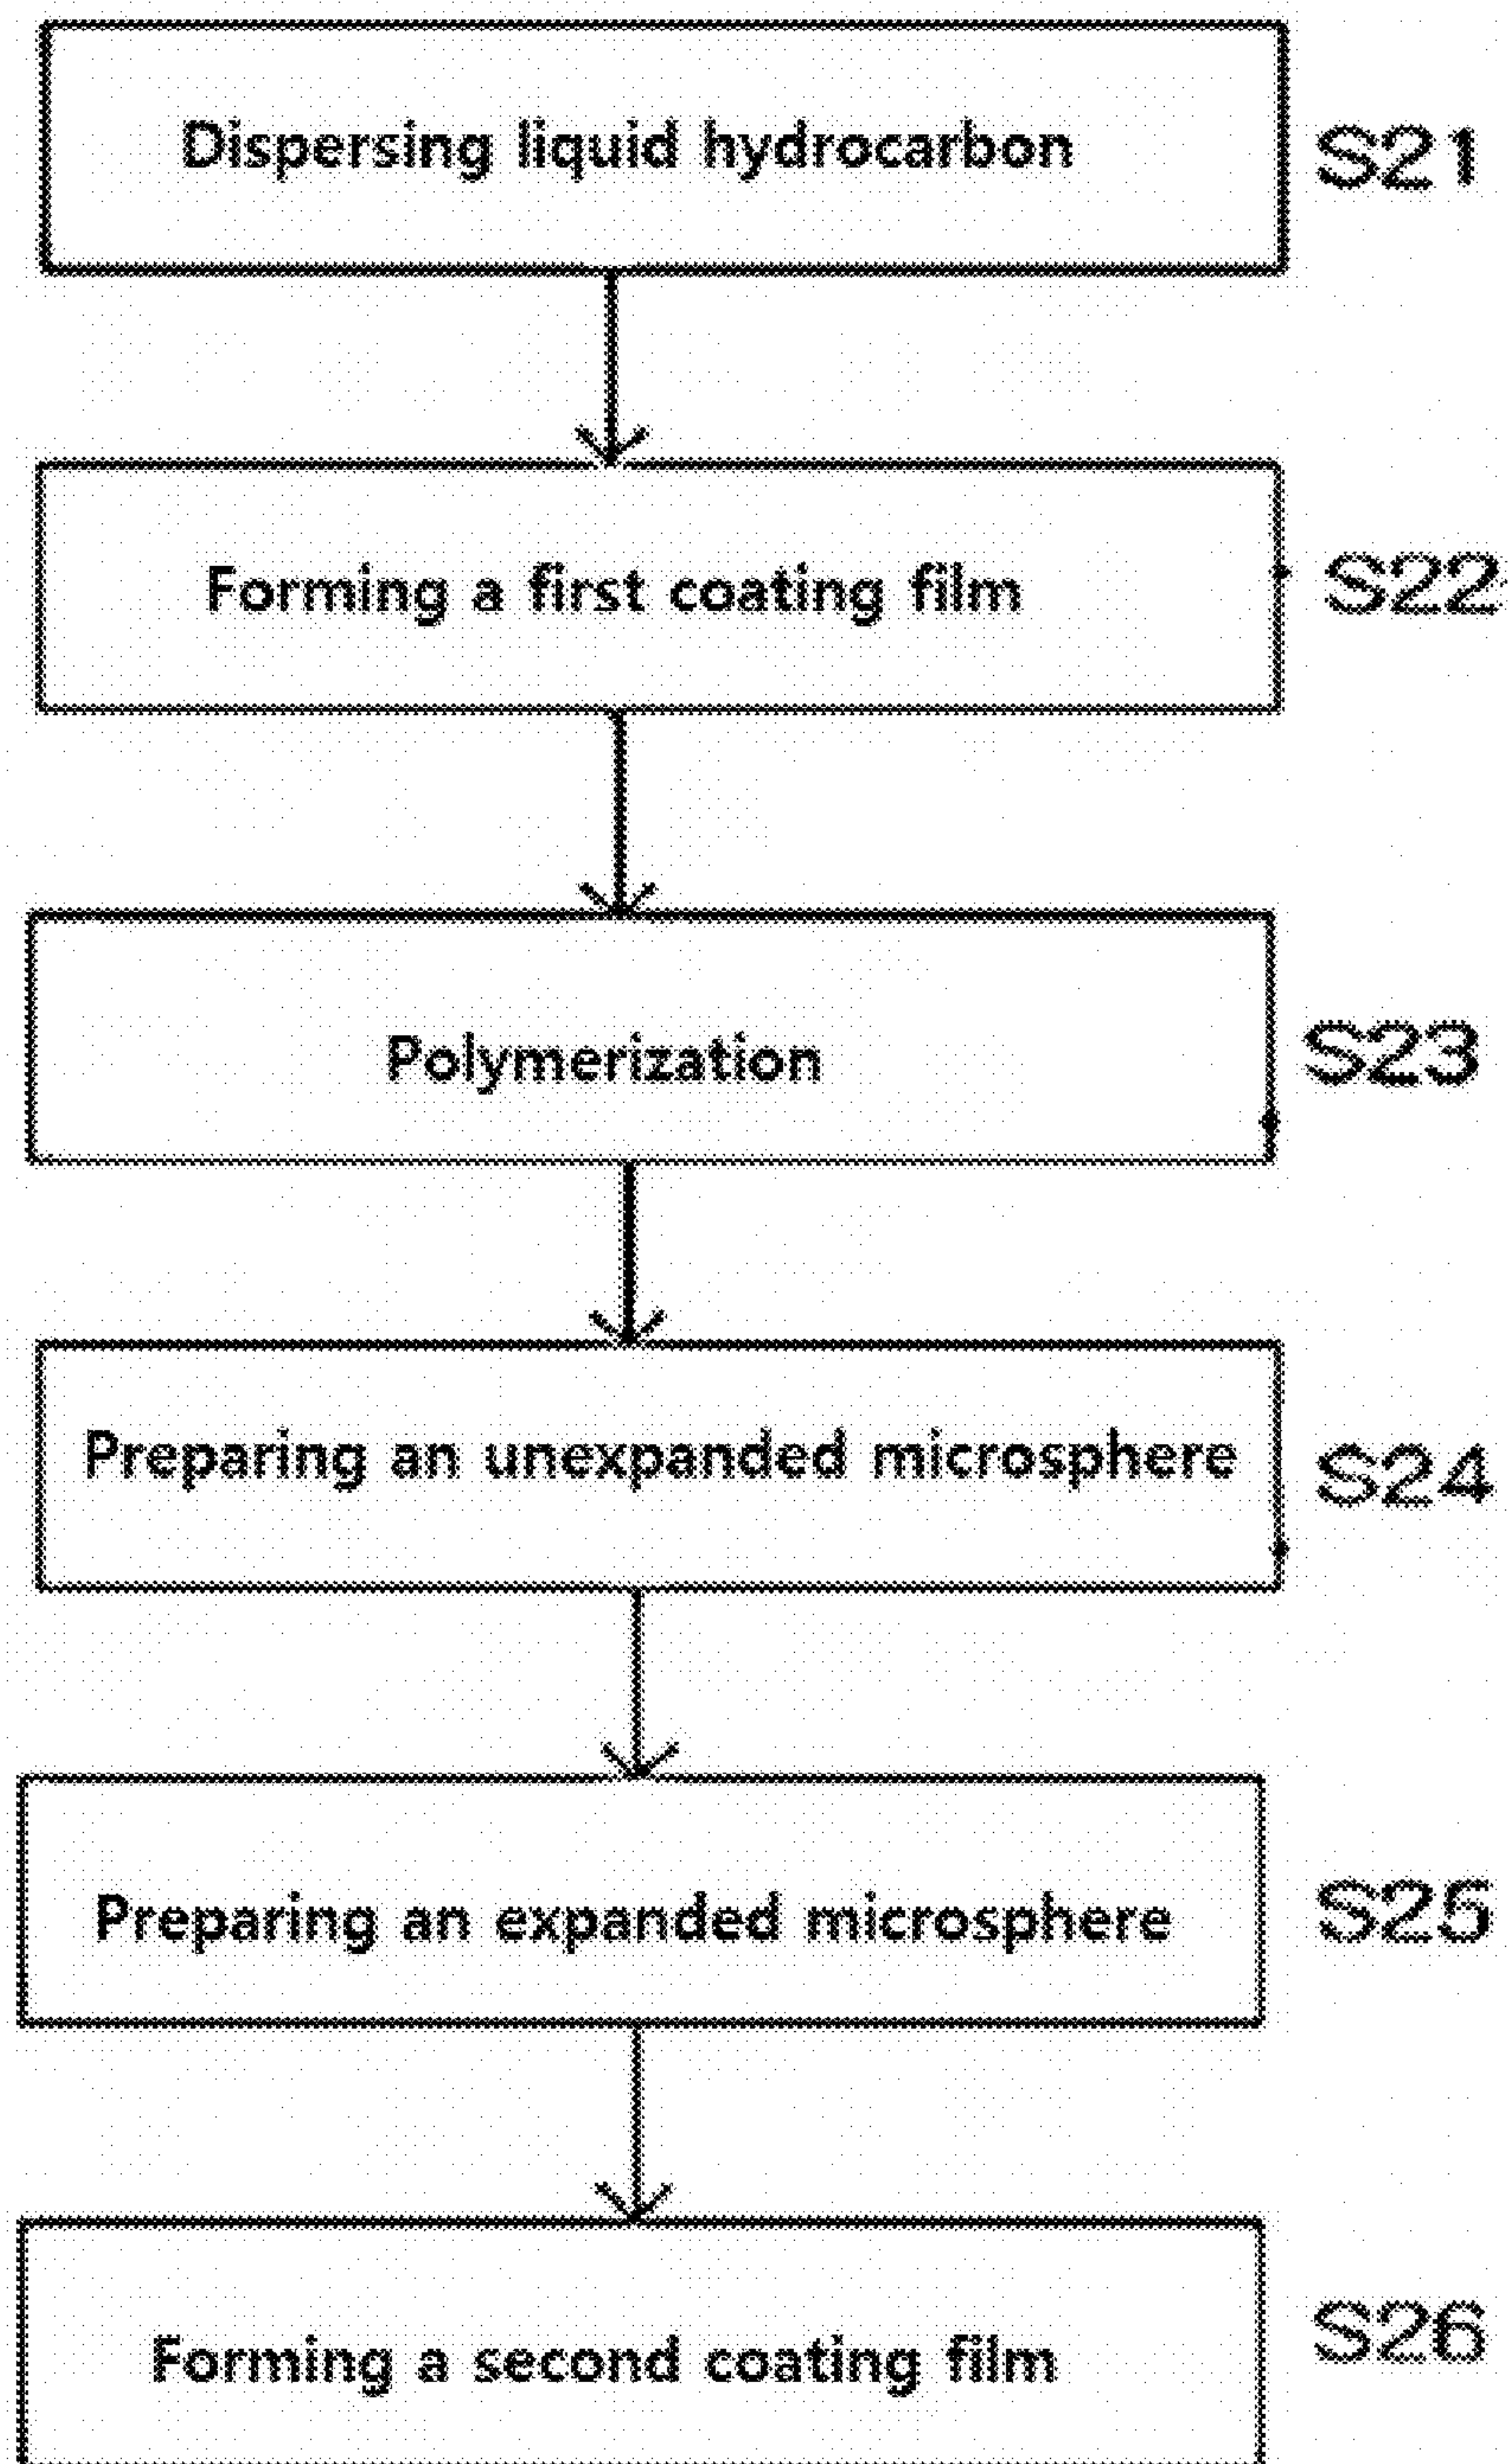 Dispersing liquid hydrocarbon S21
Forming a first coating film S22
Polymerization S23
Preparing an unexpanded microsphere S24
Preparing an expanded microsphere S25
Forming a second coating film S26